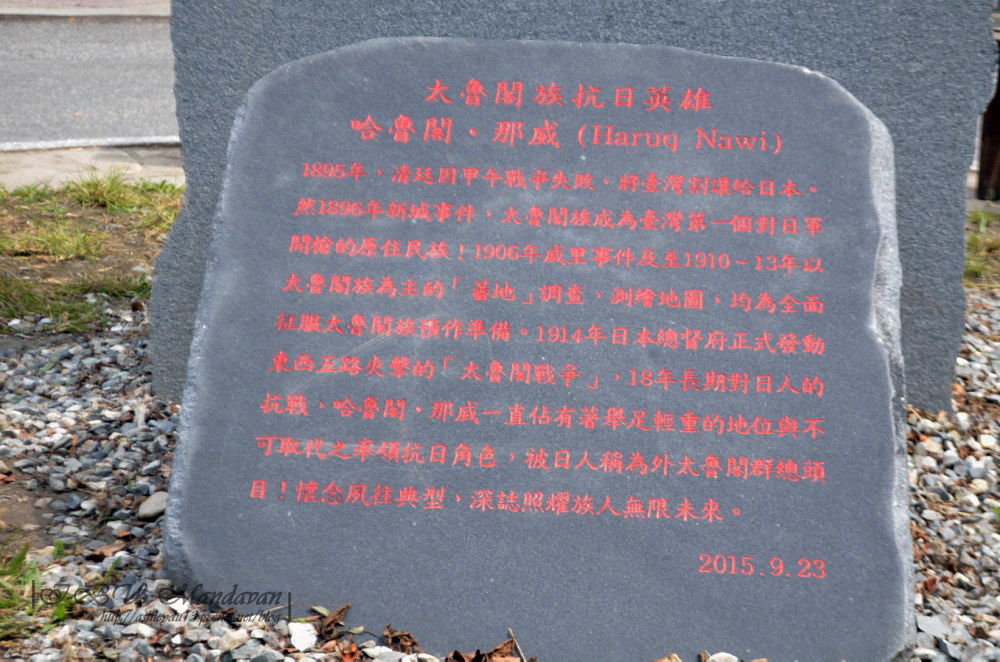 太魯閣族抗日英雄
哈魯閣・那威 (Haruq Nawi)
1895年，清廷因甲午戰爭失敗，將臺灣割讓給日本。
然1896年新城事件，太魯閣族成為臺灣第一個對日軍
開槍的原住民族！1906年威里事件及至1910－13年以
太魯閣族為主的「蕃地」調查，測繪地圖，均為全面
征服太魯閣族預作準備。1914年日本總督府正式發動
東西五路夾擊的「太魯閣戰爭」，18年長期對日人的
抗戰，哈魯閣・那威一直佔有著舉足輕重的地位與不
可取代之率領抗日角色，被日人稱為外太魯閣群總頭
目！懷念夙往典型，深誌照耀族人無限未來。
2015.9.23
Mandavan